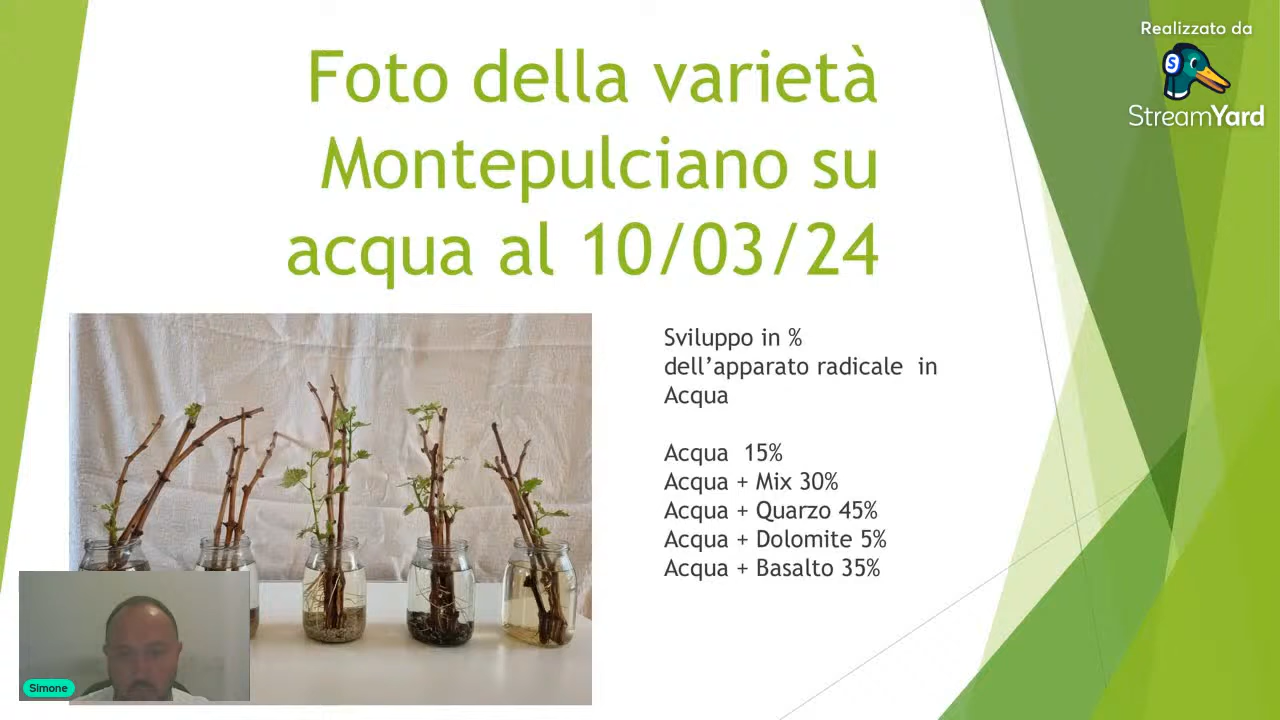 Foto della varietà
Montepulciano su
acqua al 10/03/24
Realizzato da
S
StreamYard
Sviluppo in %
dell’apparato radicale  in
Acqua
Acqua  15%
Acqua + Mix 30%
Acqua + Quarzo 45%
Acqua + Dolomite 5%
Acqua + Basalto 35%
Simone